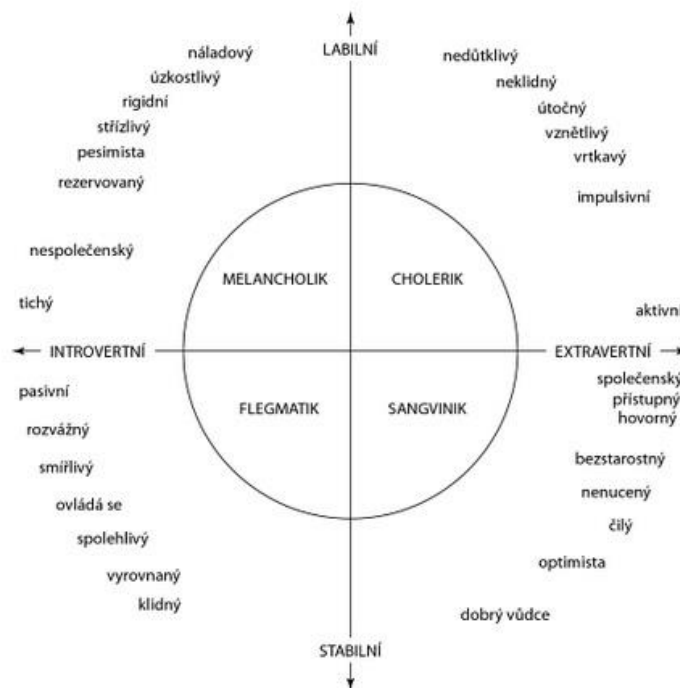 LABILNÍ
náladový
úzkostlivý
rigidní
střízlivý
pesimista
rezervovaný
nespolečenský
tichý
nedůtklivý
neklidný
útočný
vznětlivý
vrtkavý
impulsivní
aktivní
MELANCHOLIK
CHOLERIK
INTROVERTNÍ
EXTRAVERTNÍ
FLEGMATIK
SANGVINIK
pasivní
rozvážný
smířlivý
ovládá se
spolehlivý
vyrovnaný
klidný
společenský
přístupný
hovorný
bezstarostný
nenucený
čilý
optimista
dobrý vůdce
STABILNÍ